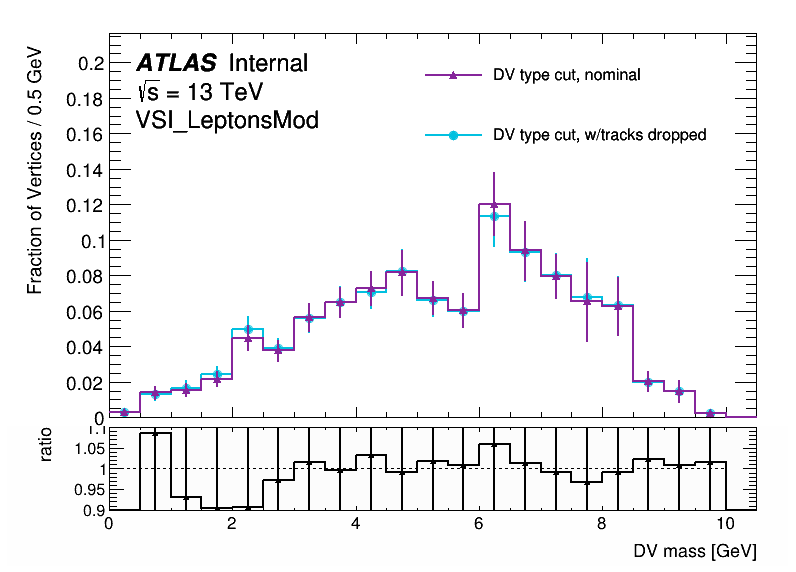 ATLAS Internal
√s = 13 TeV
VSI_LeptonsMod
DV type cut, nominal
DV type cut, w/tracks dropped
Fraction of Vertices / 0.5 GeV
0.2
0.18
0.16
0.14
0.12
0.1
0.08
0.06
0.04
0.02
0
ratio
1.1
1.05
1
0.95
0.9
0 2 4 6 8 10
DV mass [GeV]